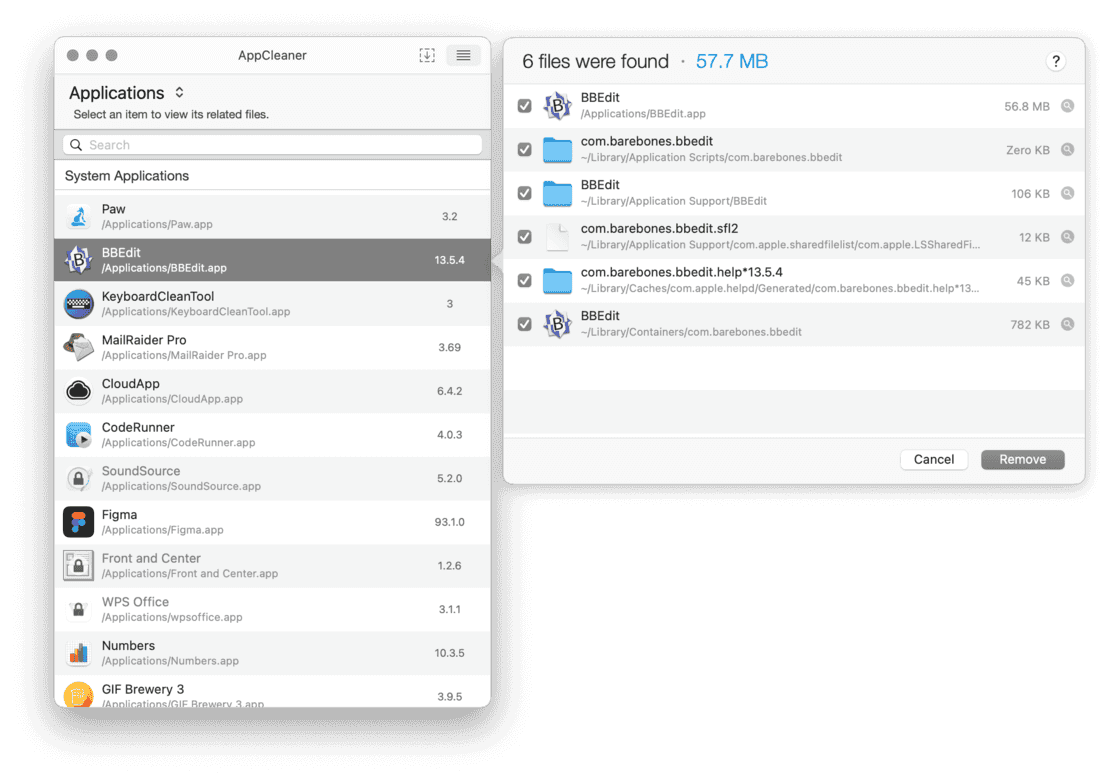 AppCleaner
Applications
Select an item to view its related files.
Search
System Applications
Paw
/Applications/Paw.app
3.2
BBEdit
/Applications/BBEdit.app
13.5.4
KeyboardCleanTool
/Applications/KeyboardCleanTool.app
3
MailRaider Pro
/Applications/MailRaider Pro.app
3.69
CloudApp
/Applications/CloudApp.app
6.4.2
CodeRunner
/Applications/CodeRunner.app
4.0.3
SoundSource
/Applications/SoundSource.app
5.2.0
Figma
/Applications/Figma.app
93.1.0
Front and Center
/Applications/Front and Center.app
1.2.6
WPS Office
/Applications/wpsoffice.app
3.1.1
Numbers
/Applications/Numbers.app
10.3.5
GIF Brewery 3
/Applications/GIF Brewery 3.app
3.9.5
6 files were found · 57.7 MB
?
BBEdit
/Applications/BBEdit.app
56.8 MB
com.barebones.bbedit
~/Library/Application Scripts/com.barebones.bbedit
Zero KB
BBEdit
~/Library/Application Support/BBEdit
106 KB
com.barebones.bbedit.sfl2
~/Library/Application Support/com.apple.sharedfilelist/com.apple.LSSharedFi...
12 KB
com.barebones.bbedit.help*13.5.4
~/Library/Caches/com.apple.helpd/Generated/com.barebones.bbedit.help*13...
45 KB
BBEdit
~/Library/Containers/com.barebones.bbedit
782 KB
Cancel
Remove